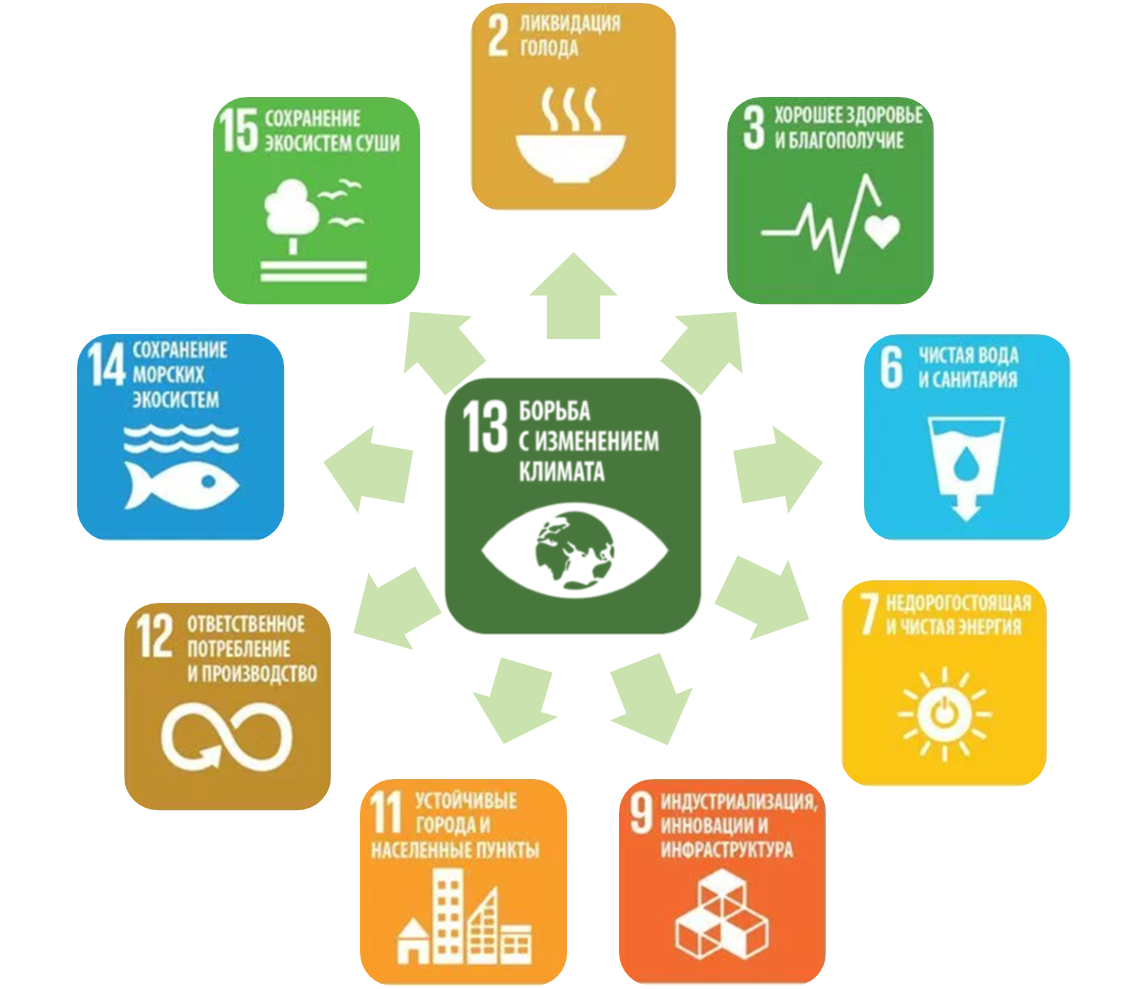 2 ЛИКВИДАЦИЯ
ГОЛОДА
3 ХОРОШЕЕ ЗДОРОВЬЕ
И БЛАГОПОЛУЧИЕ
6 ЧИСТАЯ ВОДА
И САНИТАРИЯ
7 НЕДОРОГОСТОЯЩАЯ
И ЧИСТАЯ ЭНЕРГИЯ
9 ИНДУСТРИАЛИЗАЦИЯ,
ИННОВАЦИИ И
ИНФРАСТРУКТУРА
11 УСТОЙЧИВЫЕ
ГОРОДА И
НАСЕЛЕННЫЕ ПУНКТЫ
12 ОТВЕТСТВЕННОЕ
ПОТРЕБЛЕНИЕ
И ПРОИЗВОДСТВО
14 СОХРАНЕНИЕ
МОРСКИХ
ЭКОСИСТЕМ
15 СОХРАНЕНИЕ
ЭКОСИСТЕМ СУШИ
13 БОРЬБА
С ИЗМЕНЕНИЕМ
КЛИМАТА